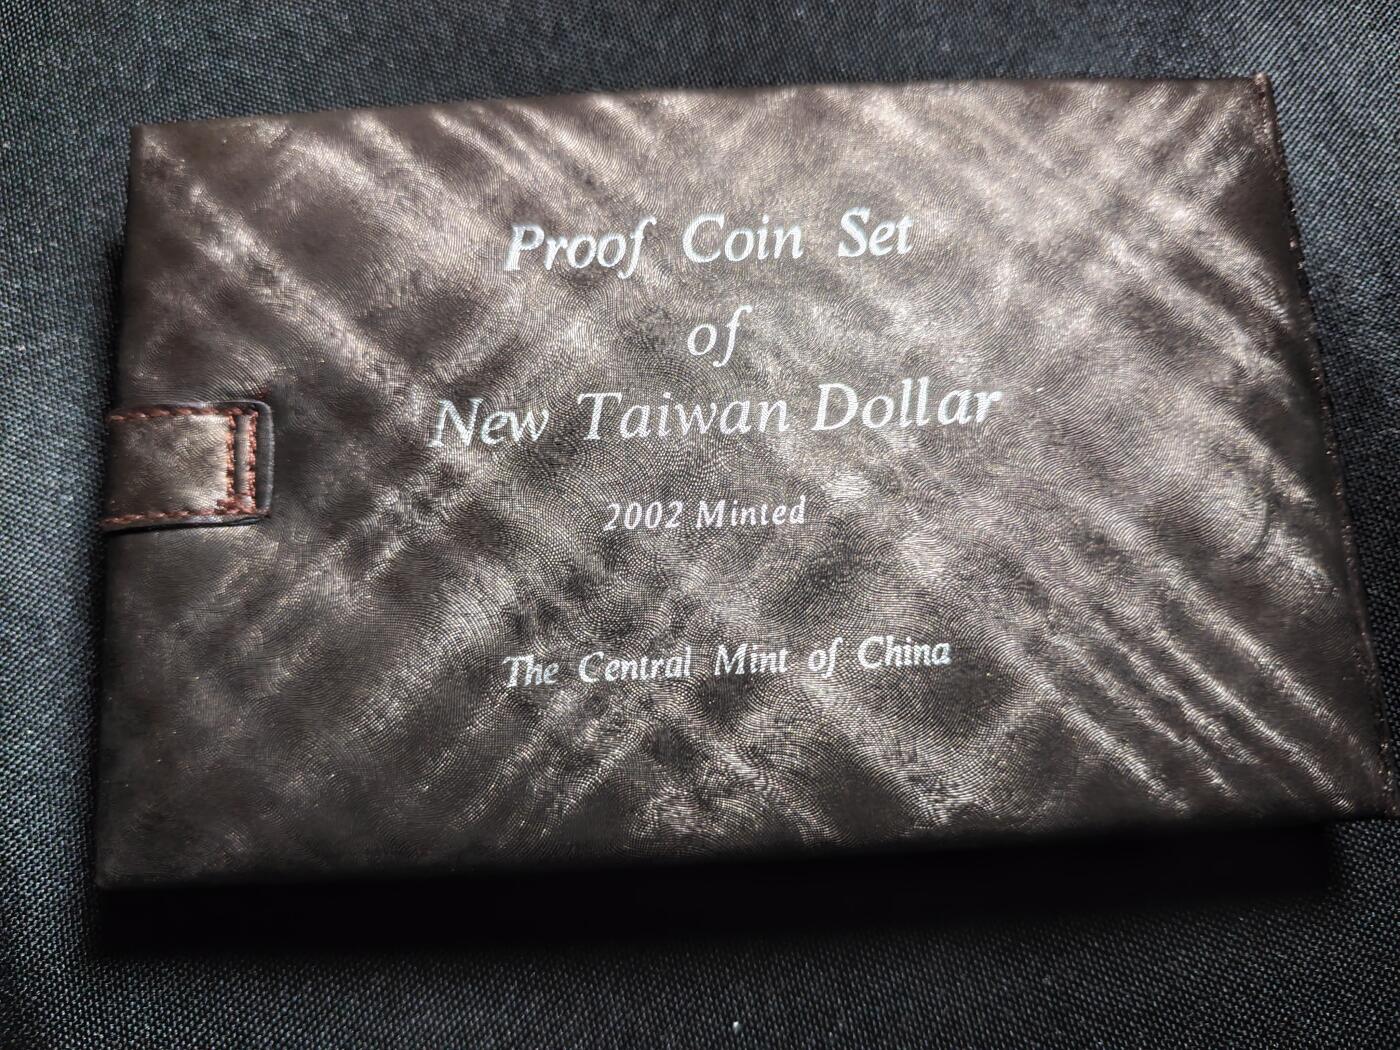 Proof Coin Set
of
New Taiwan Dollar
2002 Minted
The Central Mint of China